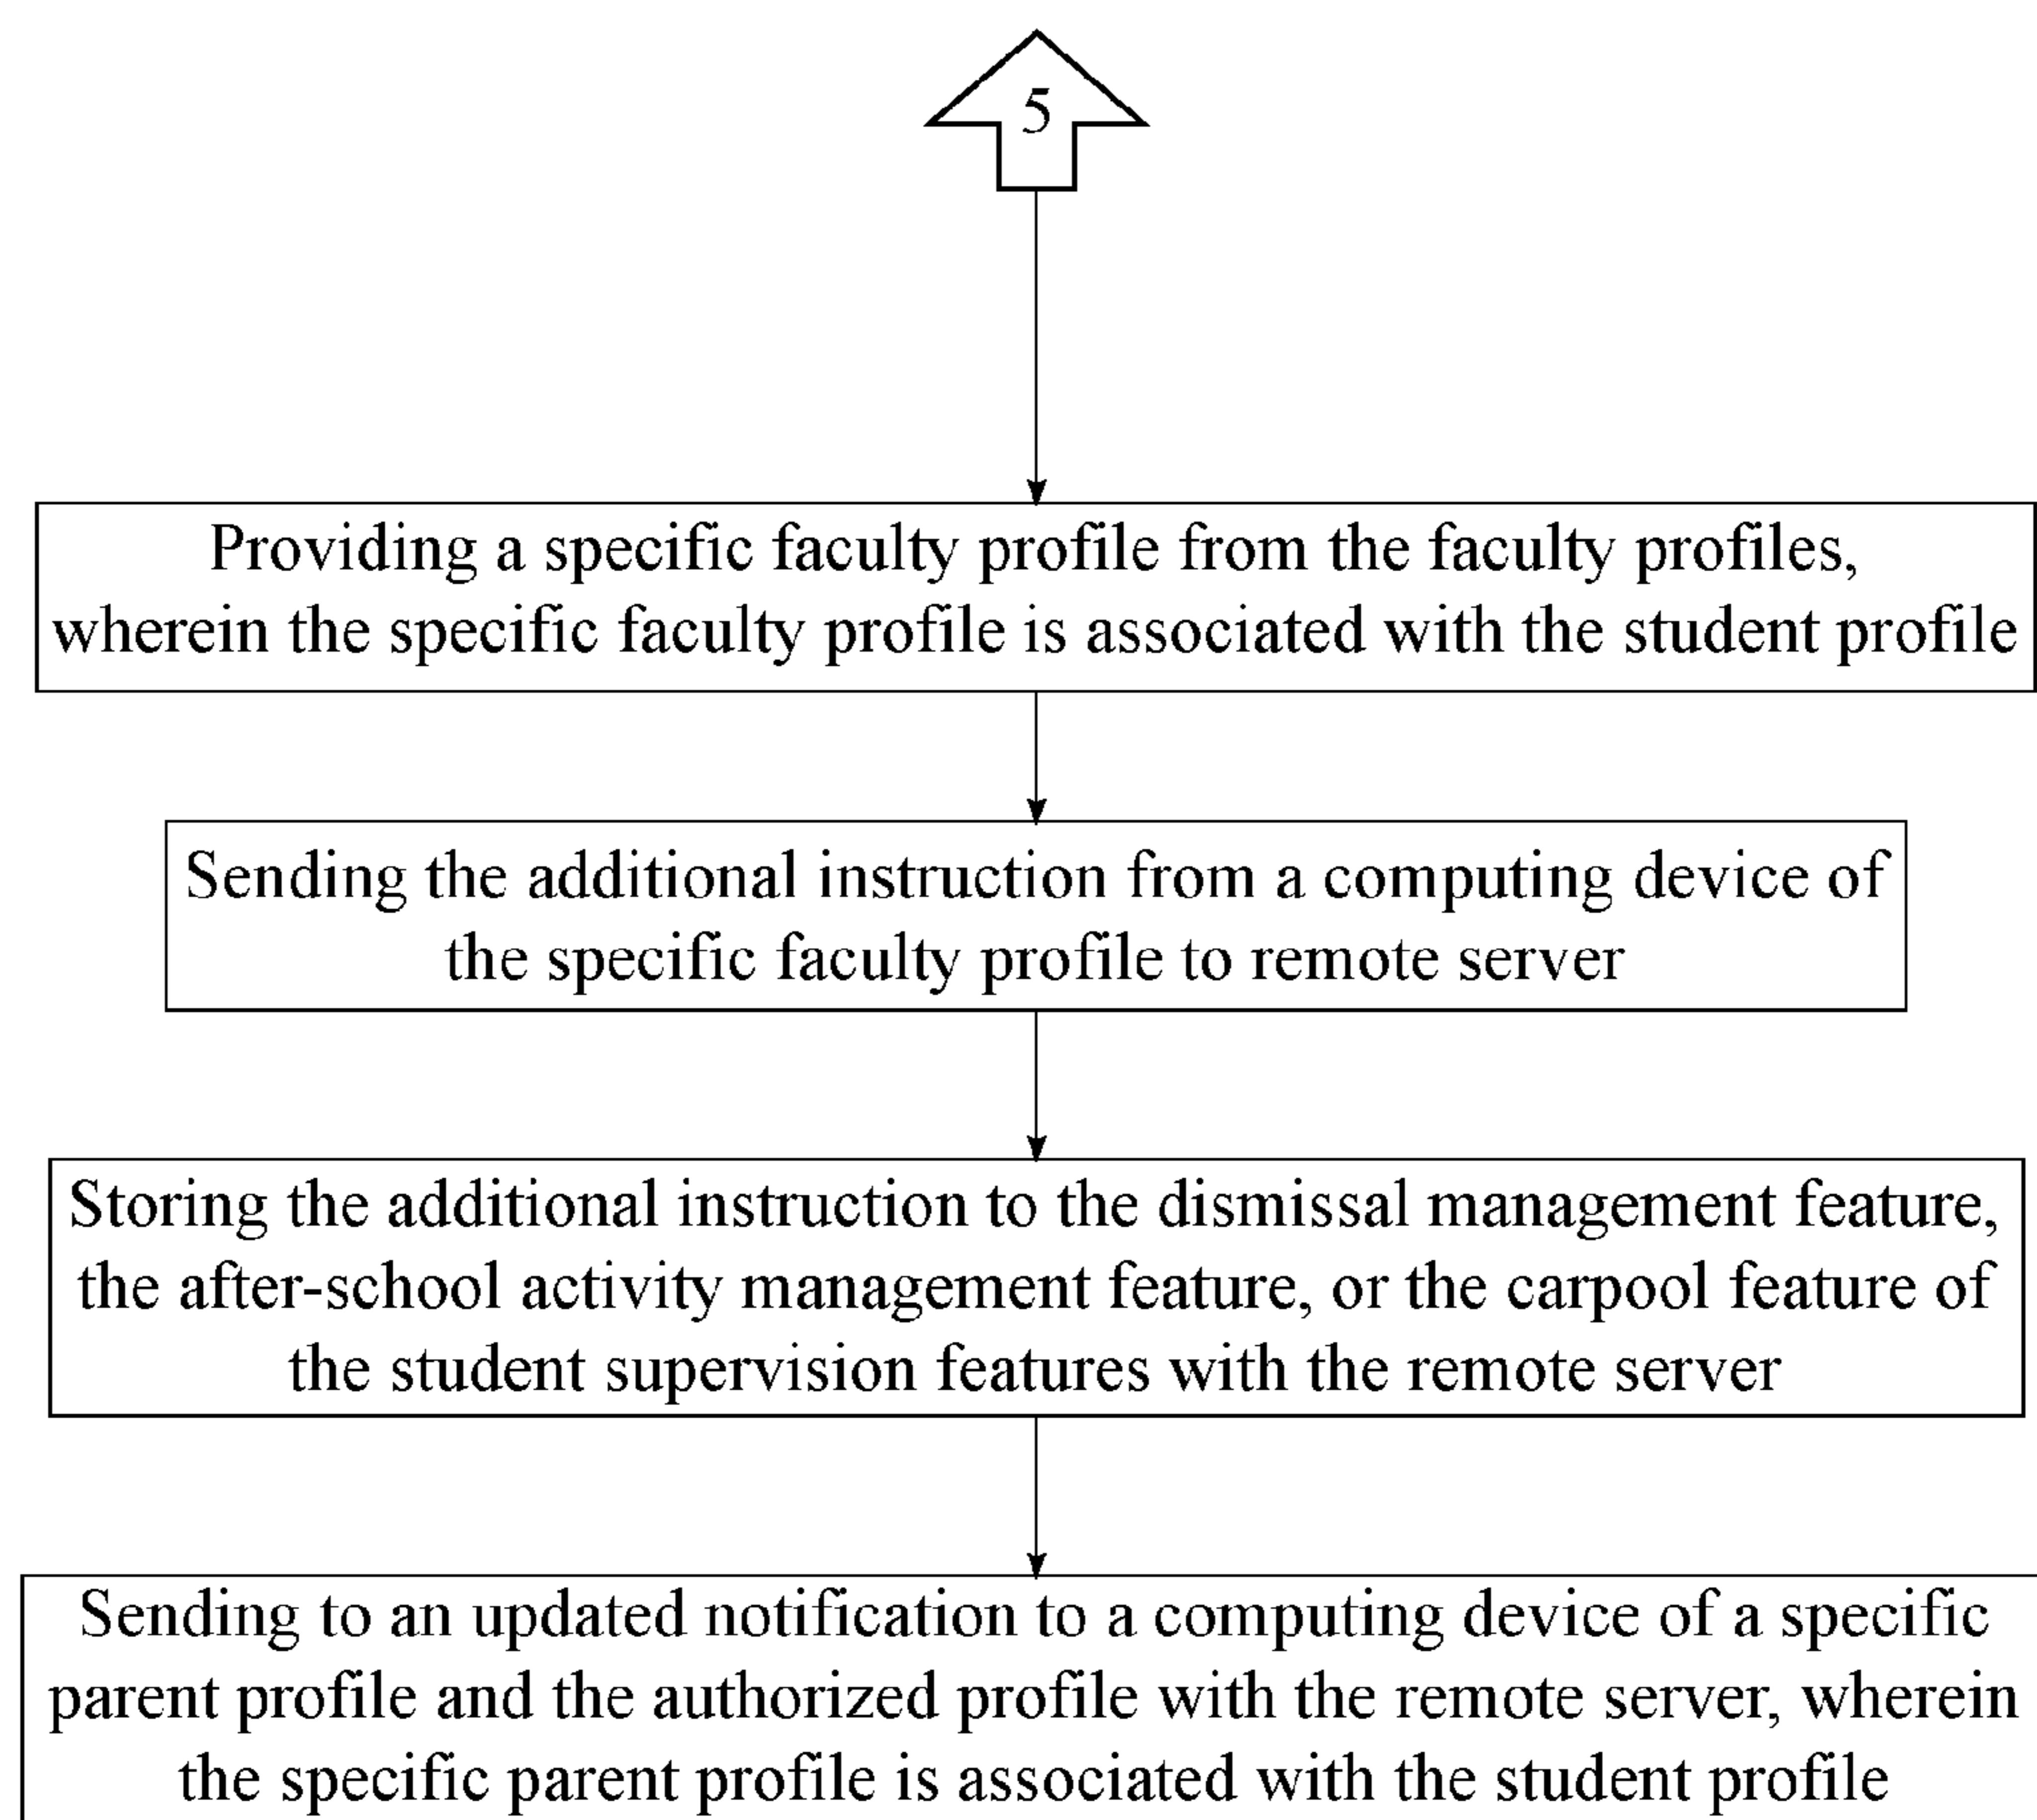 5
Providing a specific faculty profile from the faculty profiles,
wherein the specific faculty profile is associated with the student profile
Sending the additional instruction from a computing device of
the specific faculty profile to remote server
Storing the additional instruction to the dismissal management feature,
the after-school activity management feature, or the carpool feature of
the student supervision features with the remote server
Sending to an updated notification to a computing device of a specific
parent profile and the authorized profile with the remote server, wherein
the specific parent profile is associated with the student profile